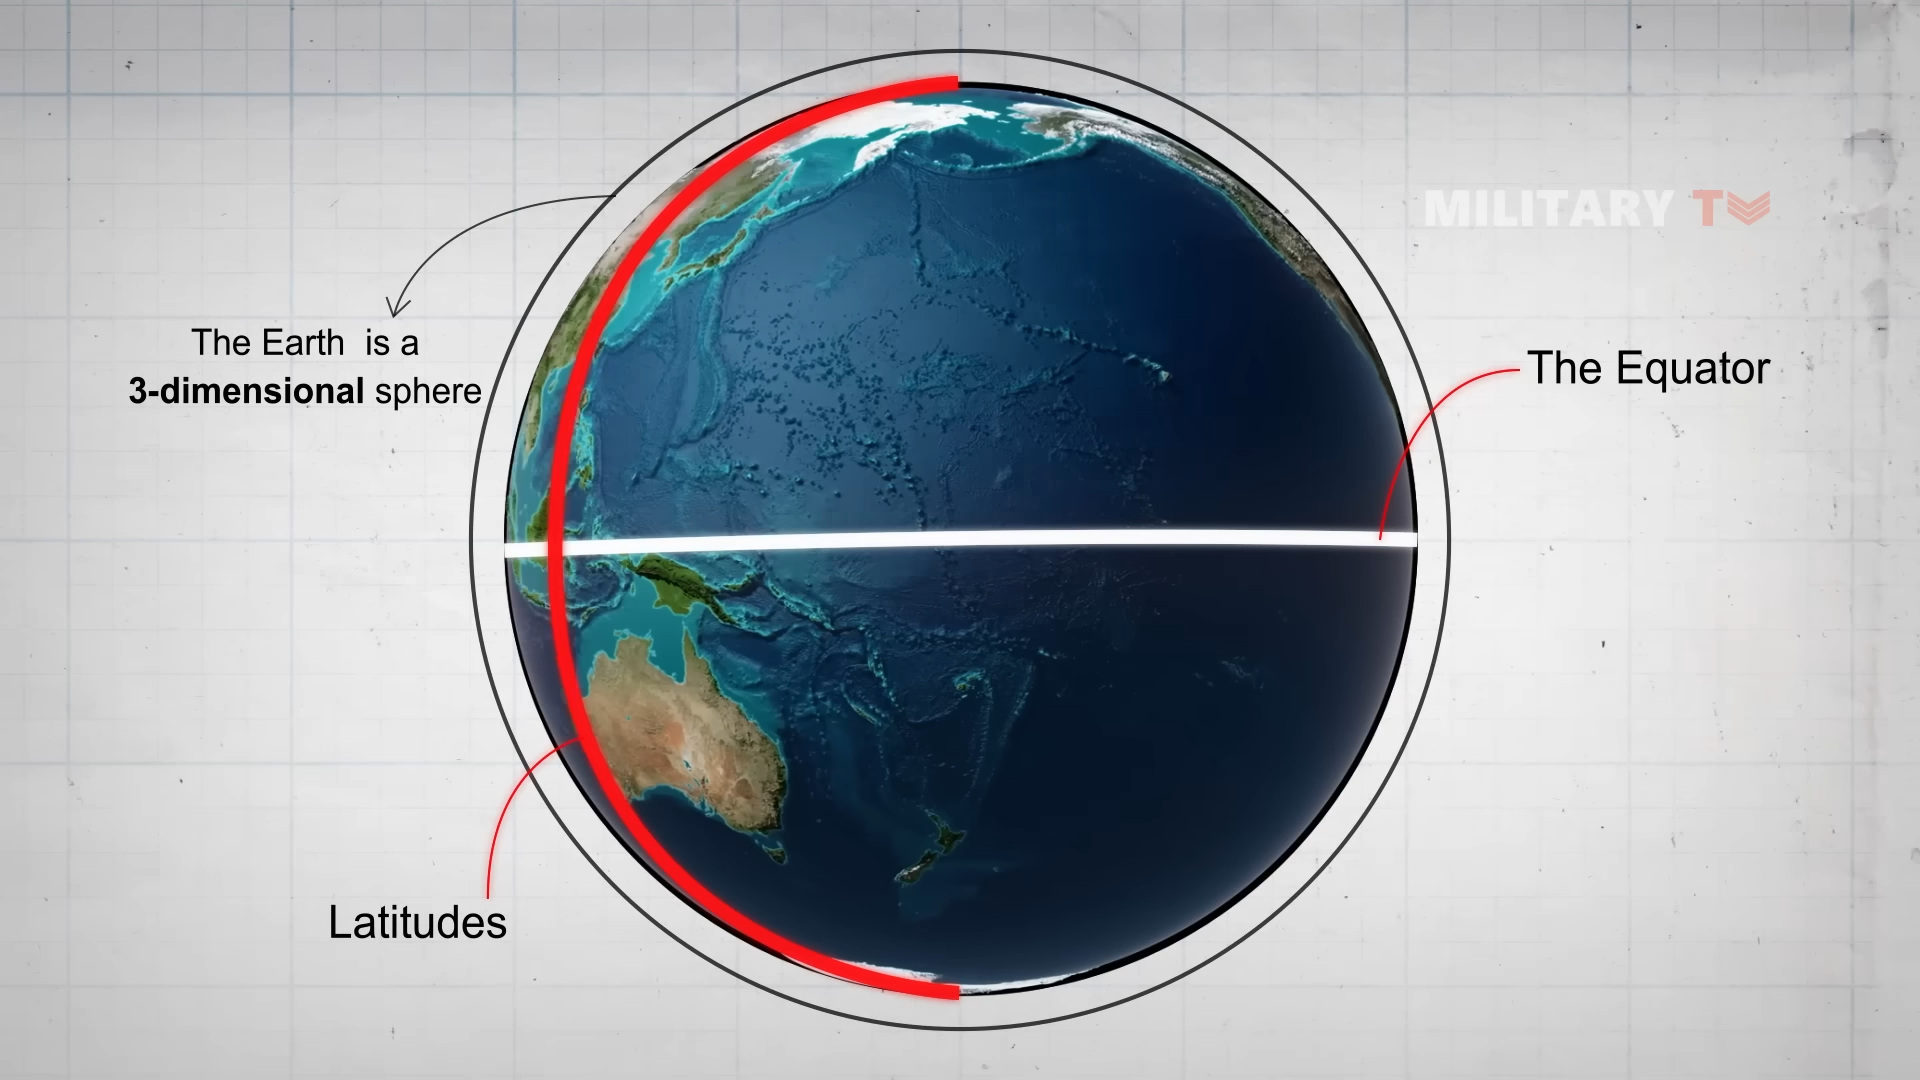 MILITARY TV
The Earth is a
3-dimensional sphere
The Equator
Latitudes